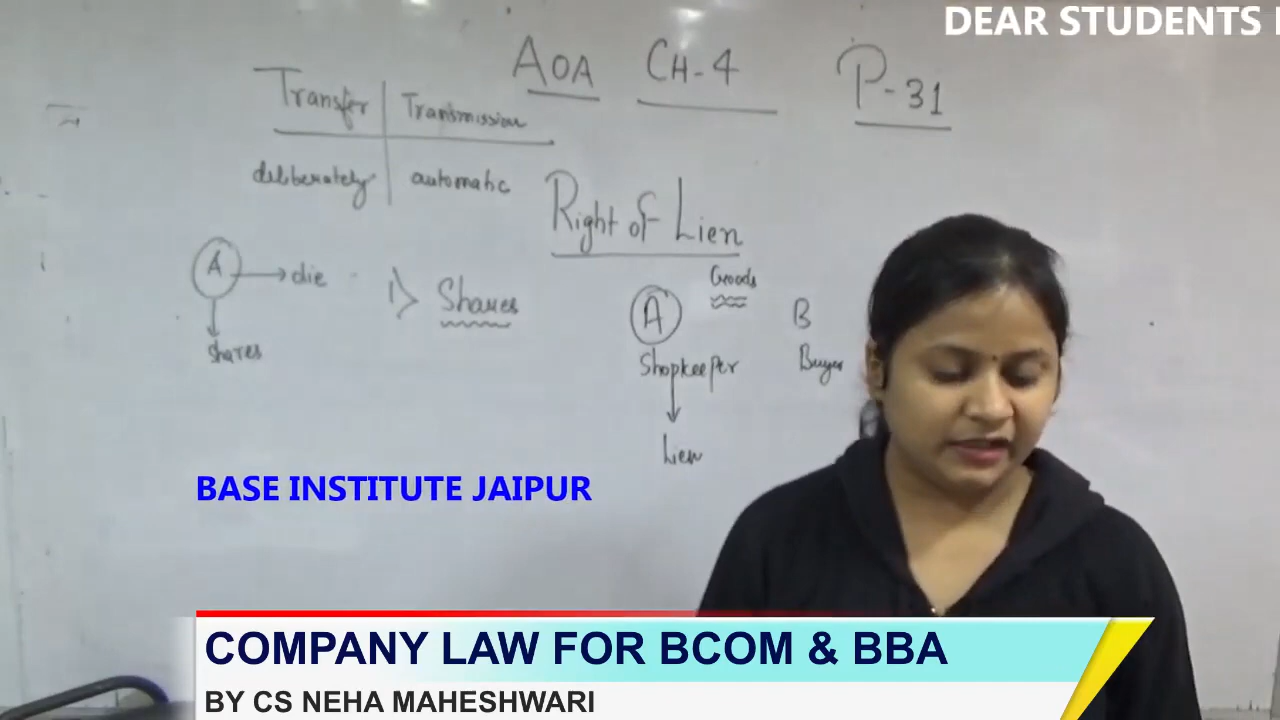 DEAR STUDENTS
AOA CH-4 P-31
Transfer Transmission
deliberately automatic
Right of Lien
A die
shares
1) Shares
Goods
A B
Shopkeeper Buyer
Lien
BASE INSTITUTE JAIPUR
COMPANY LAW FOR BCOM & BBA
BY CS NEHA MAHESHWARI